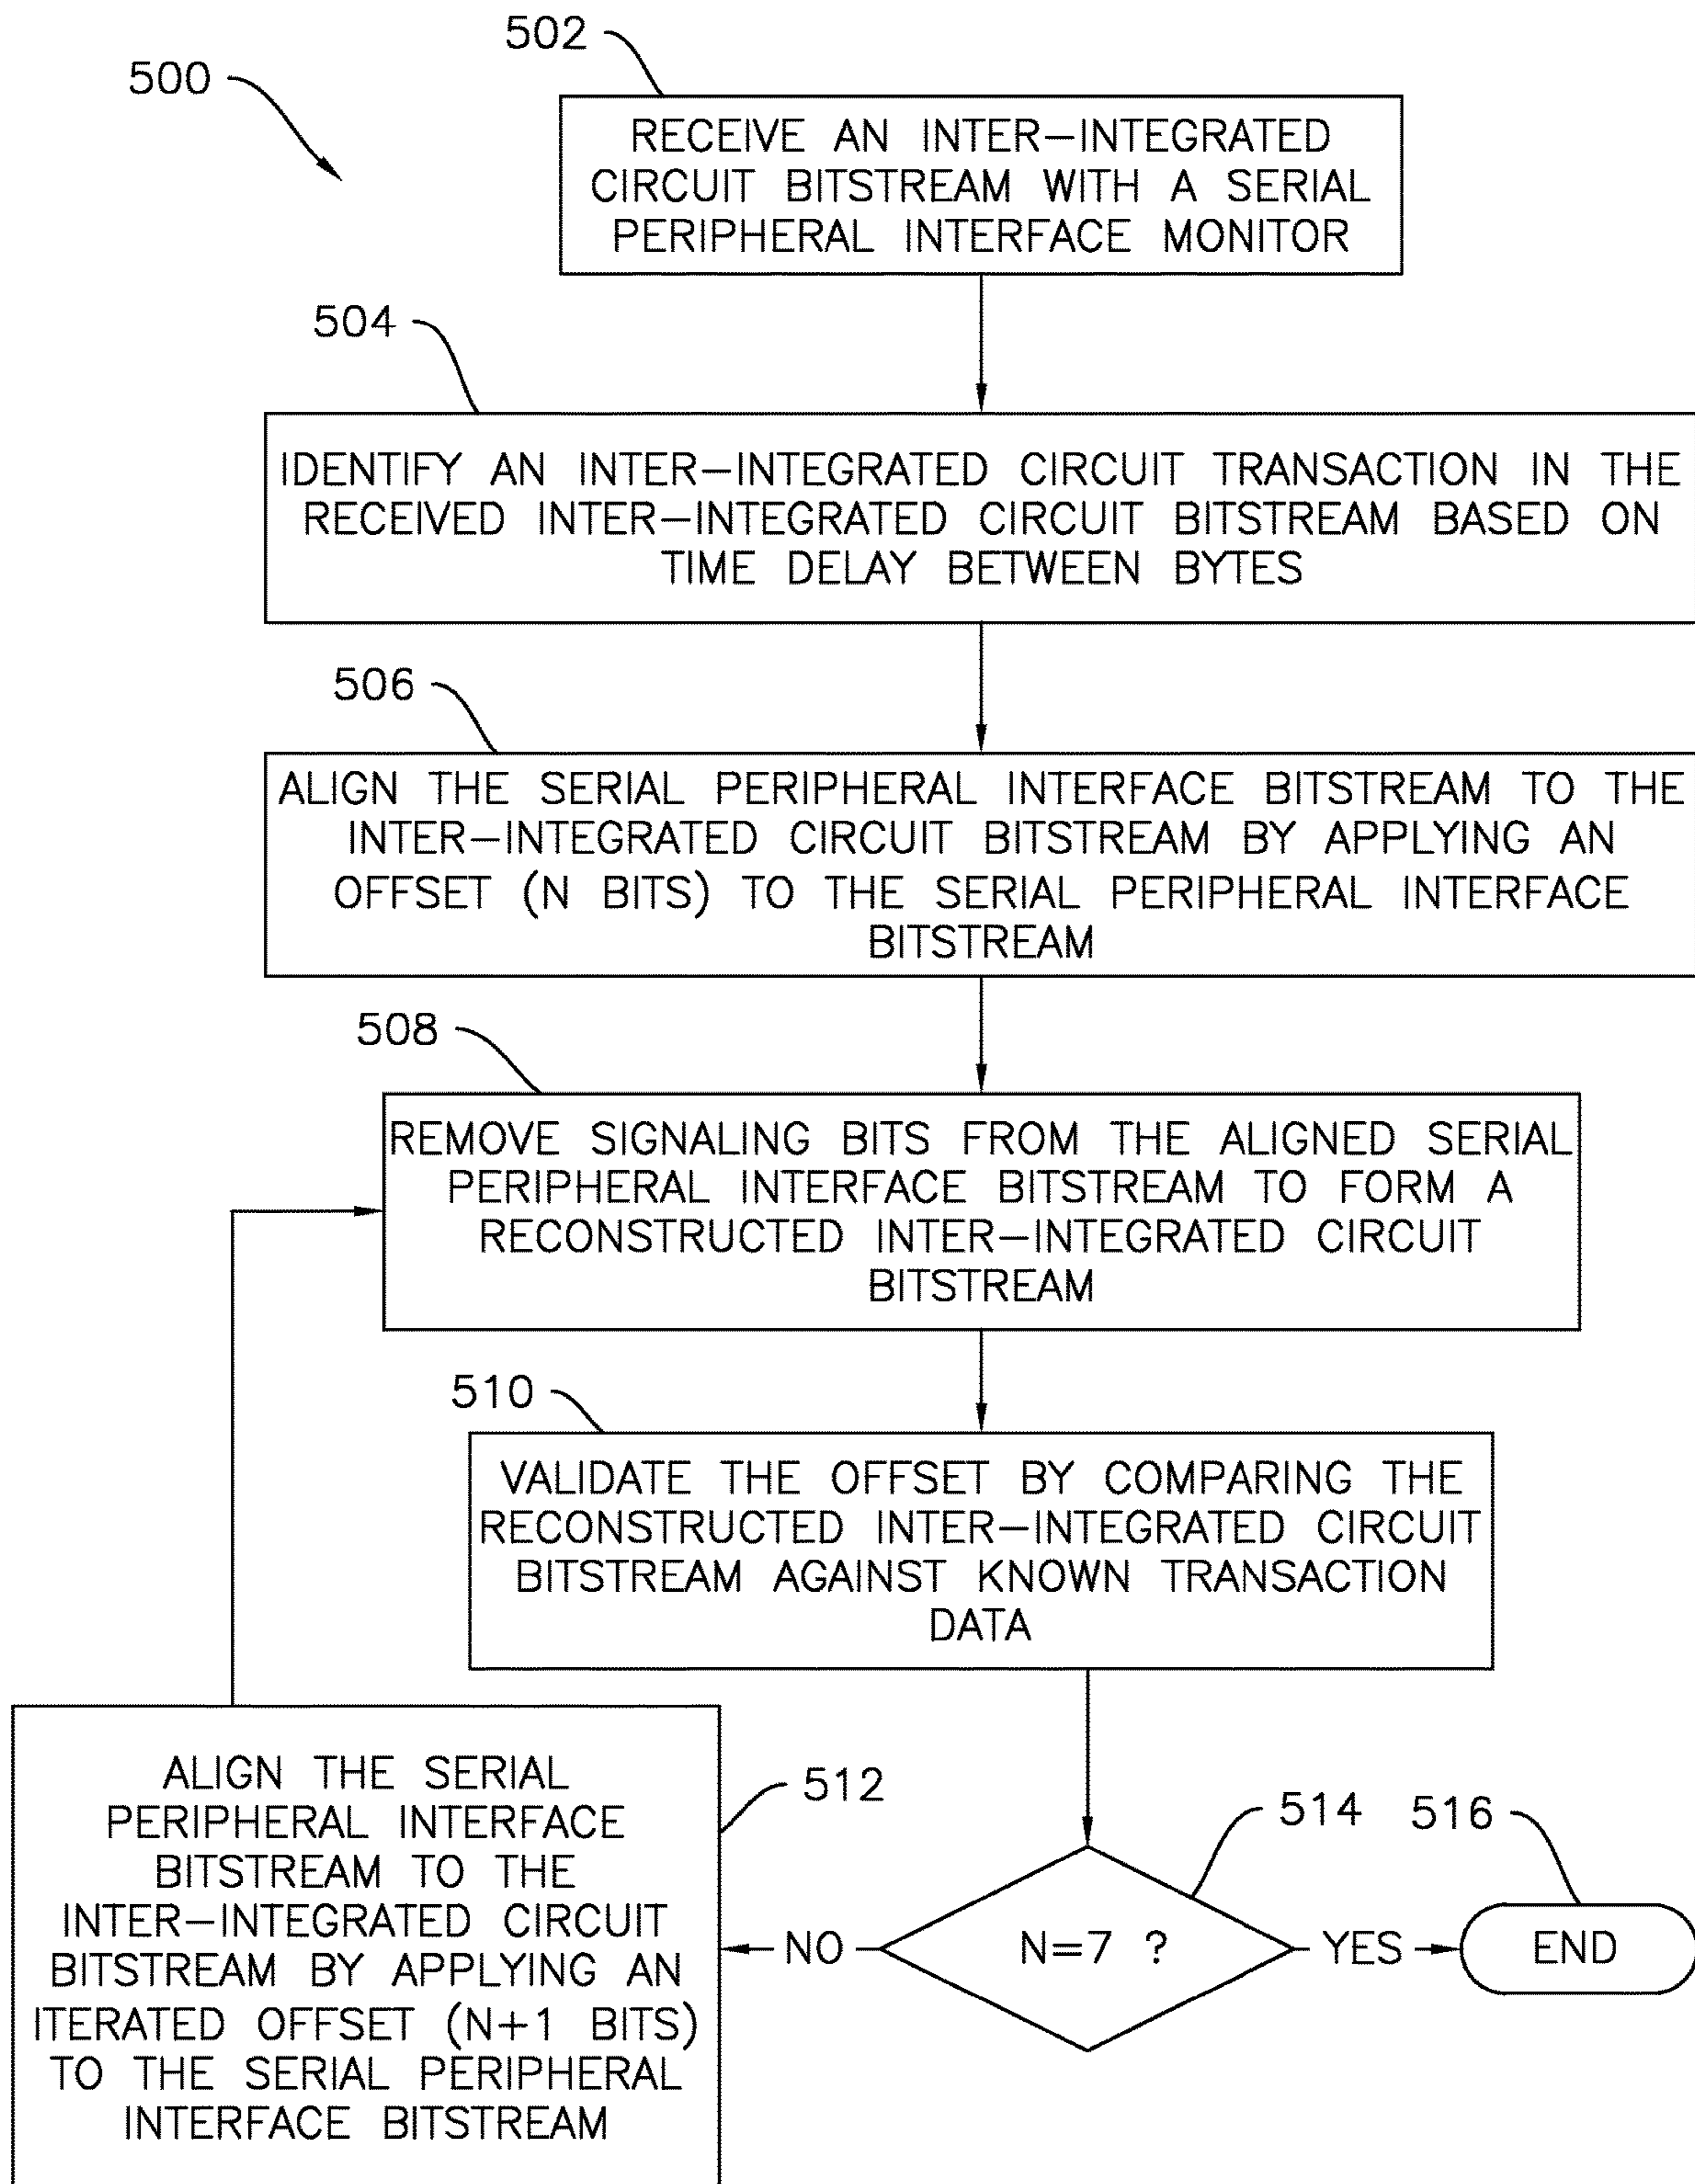 502
500
RECEIVE AN INTER-INTEGRATED
CIRCUIT BITSTREAM WITH A SERIAL
PERIPHERAL INTERFACE MONITOR
504
IDENTIFY AN INTER-INTEGRATED CIRCUIT TRANSACTION IN THE
RECEIVED INTER-INTEGRATED CIRCUIT BITSTREAM BASED ON
TIME DELAY BETWEEN BYTES
506
ALIGN THE SERIAL PERIPHERAL INTERFACE BITSTREAM TO THE
INTER-INTEGRATED CIRCUIT BITSTREAM BY APPLYING AN
OFFSET (N BITS) TO THE SERIAL PERIPHERAL INTERFACE
BITSTREAM
508
REMOVE SIGNALING BITS FROM THE ALIGNED SERIAL
PERIPHERAL INTERFACE BITSTREAM TO FORM A
RECONSTRUCTED INTER-INTEGRATED CIRCUIT
BITSTREAM
510
VALIDATE THE OFFSET BY COMPARING THE
RECONSTRUCTED INTER-INTEGRATED CIRCUIT
BITSTREAM AGAINST KNOWN TRANSACTION
DATA
ALIGN THE SERIAL
PERIPHERAL INTERFACE
BITSTREAM TO THE
INTER-INTEGRATED CIRCUIT
BITSTREAM BY APPLYING AN
ITERATED OFFSET (N+1 BITS)
TO THE SERIAL PERIPHERAL
INTERFACE BITSTREAM
512
514
516
NO
N=7 ?
YES
END